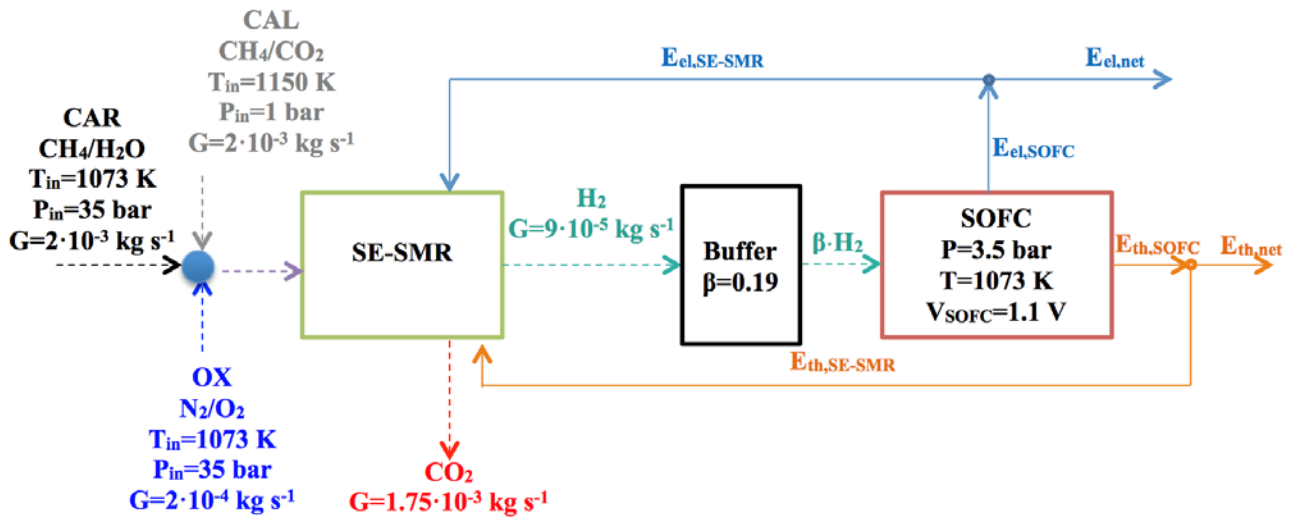 CAL
CH₄/CO₂
Tin=1150 K
Pin=1 bar
G=2·10⁻³ kg s⁻¹
CAR
CH₄/H₂O
Tin=1073 K
Pin=35 bar
G=2·10⁻³ kg s⁻¹
OX
N₂/O₂
Tin=1073 K
Pin=35 bar
G=2·10⁻⁴ kg s⁻¹
SE-SMR
CO₂
G=1.75·10⁻³ kg s⁻¹
H₂
G=9·10⁻⁵ kg s⁻¹
Buffer
β=0.19
β·H₂
SOFC
P=3.5 bar
T=1073 K
VSOFC=1.1 V
Eel,SE-SMR
Eel,net
Eel,SOFC
Eth,SOFC
Eth,net
Eth,SE-SMR